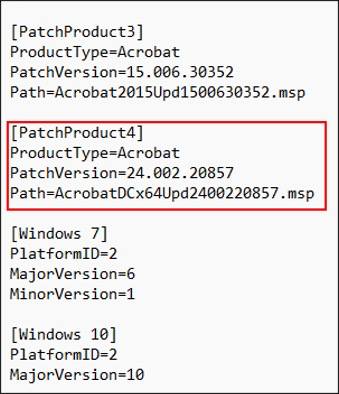 [PatchProduct3]
ProductType=Acrobat
PatchVersion=15.006.30352
Path=Acrobat2015Upd1500630352.msp
[PatchProduct4]
ProductType=Acrobat
PatchVersion=24.002.20857
Path=AcrobatDCx64Upd2400220857.msp
[Windows 7]
PlatformID=2
MajorVersion=6
MinorVersion=1
[Windows 10]
PlatformID=2
MajorVersion=10